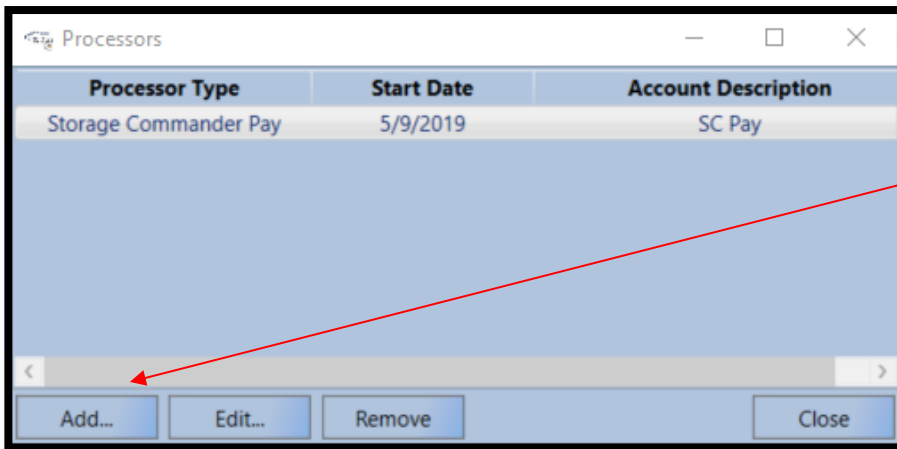 Processors
Processor Type Start Date Account Description
Storage Commander Pay 5/9/2019 SC Pay
Add... Edit... Remove Close